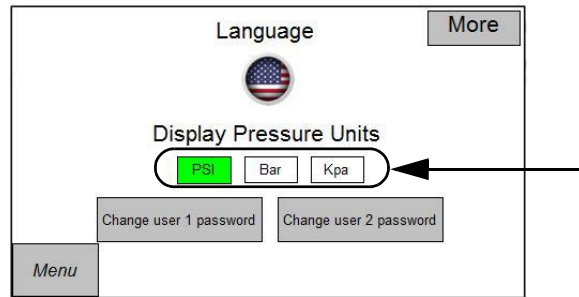 Language
More
Display Pressure Units
PSI Bar Kpa
Change user 1 password Change user 2 password
Menu